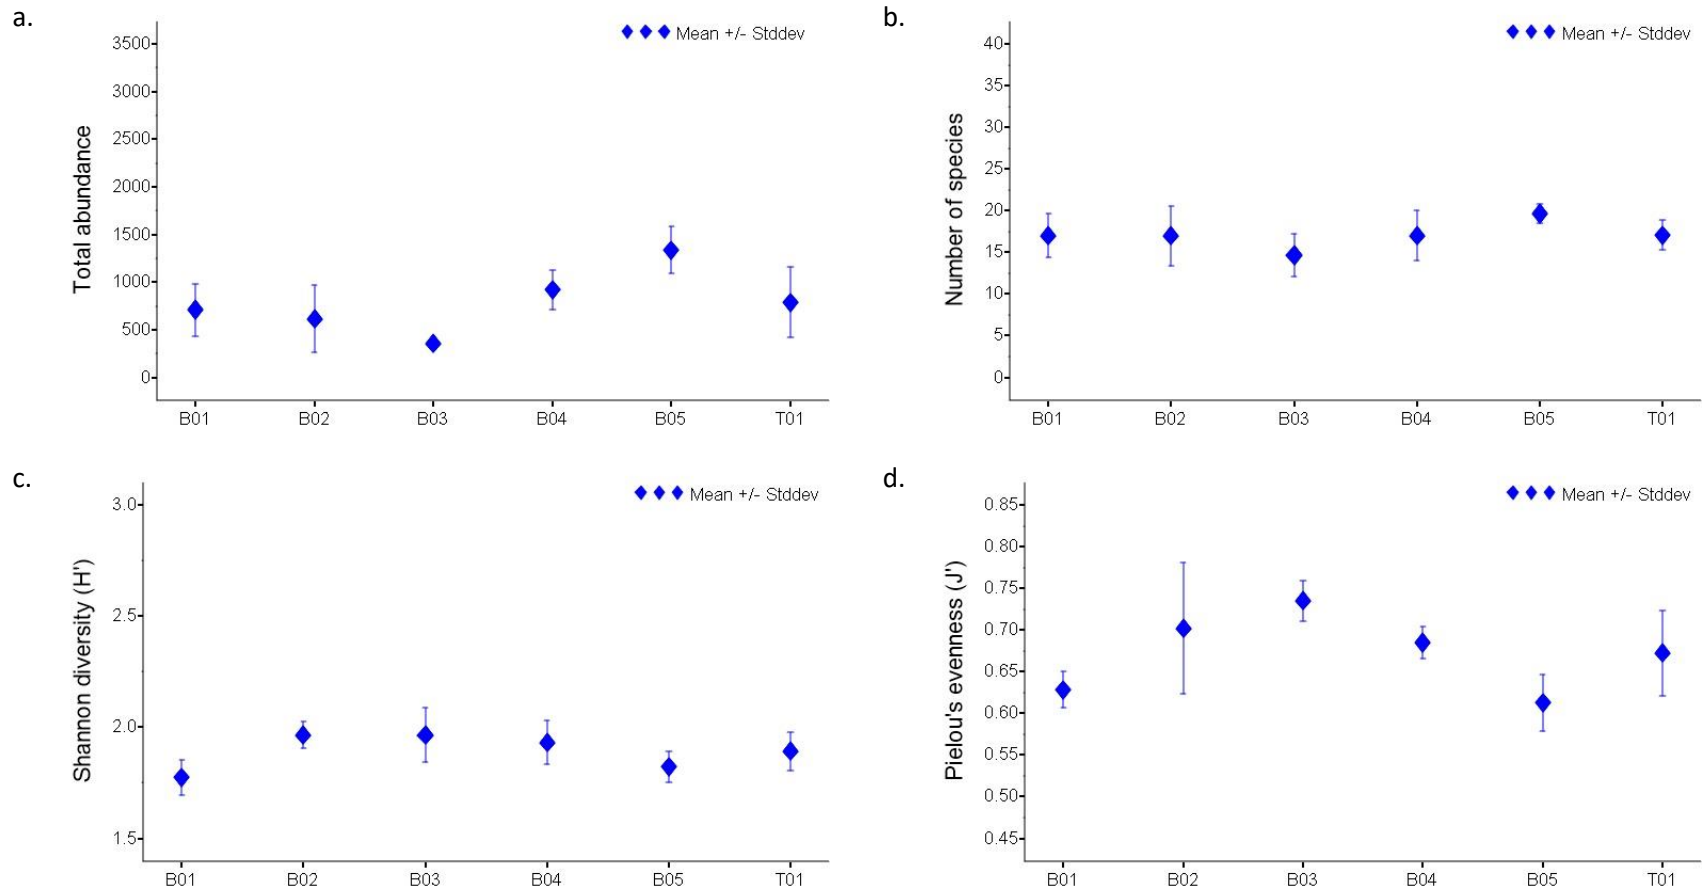 a.
Mean +/- Stddev
Total abundance
3500
3000
2500
2000
1500
1000
500
0
B01 B02 B03 B04 B05 T01
b.
Mean +/- Stddev
Number of species
40
35
30
25
20
15
10
5
0
B01 B02 B03 B04 B05 T01
c.
Mean +/- Stddev
Shannon diversity (H')
3.0
2.5
2.0
1.5
B01 B02 B03 B04 B05 T01
d.
Mean +/- Stddev
Pielou's evenness (J')
0.85
0.80
0.75
0.70
0.65
0.60
0.55
0.50
0.45
B01 B02 B03 B04 B05 T01